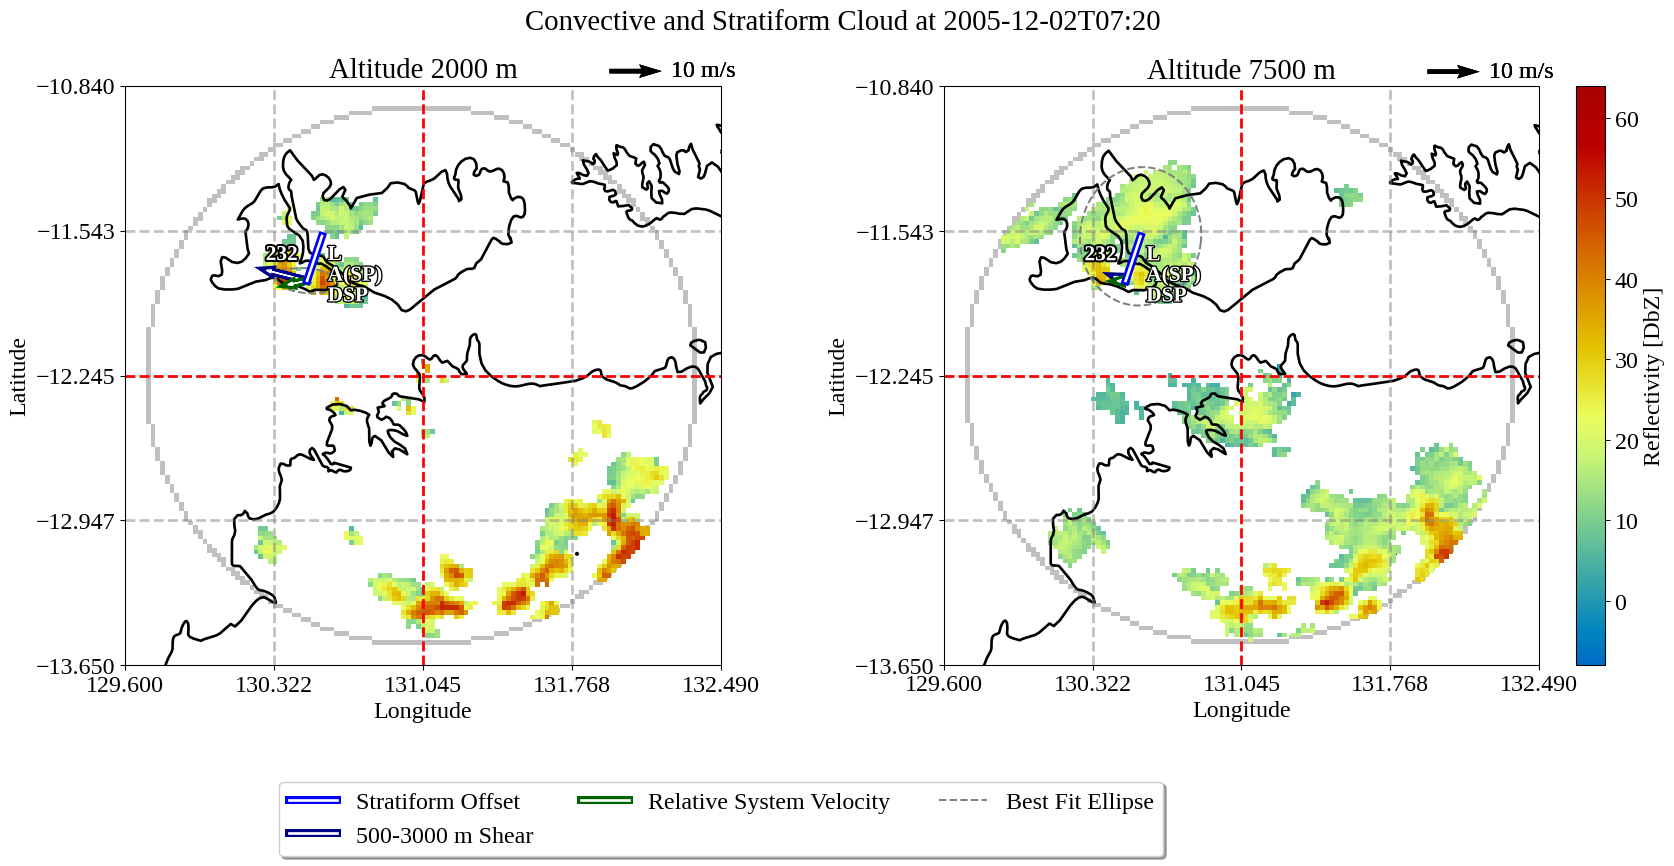 Convective and Stratiform Cloud at 2005-12-02T07:20
Altitude 2000 m
10 m/s
Altitude 7500 m
10 m/s
−10.840
−11.543
−12.245
−12.947
−13.650
Latitude
129.600
130.322
131.045
131.768
132.490
Longitude
232
L
A(SP)
DSP
−10.840
−11.543
−12.245
−12.947
−13.650
Latitude
129.600
130.322
131.045
131.768
132.490
Longitude
232
L
A(SP)
DSP
60
50
40
30
20
10
0
Reflectivity [DbZ]
Stratiform Offset
500-3000 m Shear
Relative System Velocity
Best Fit Ellipse